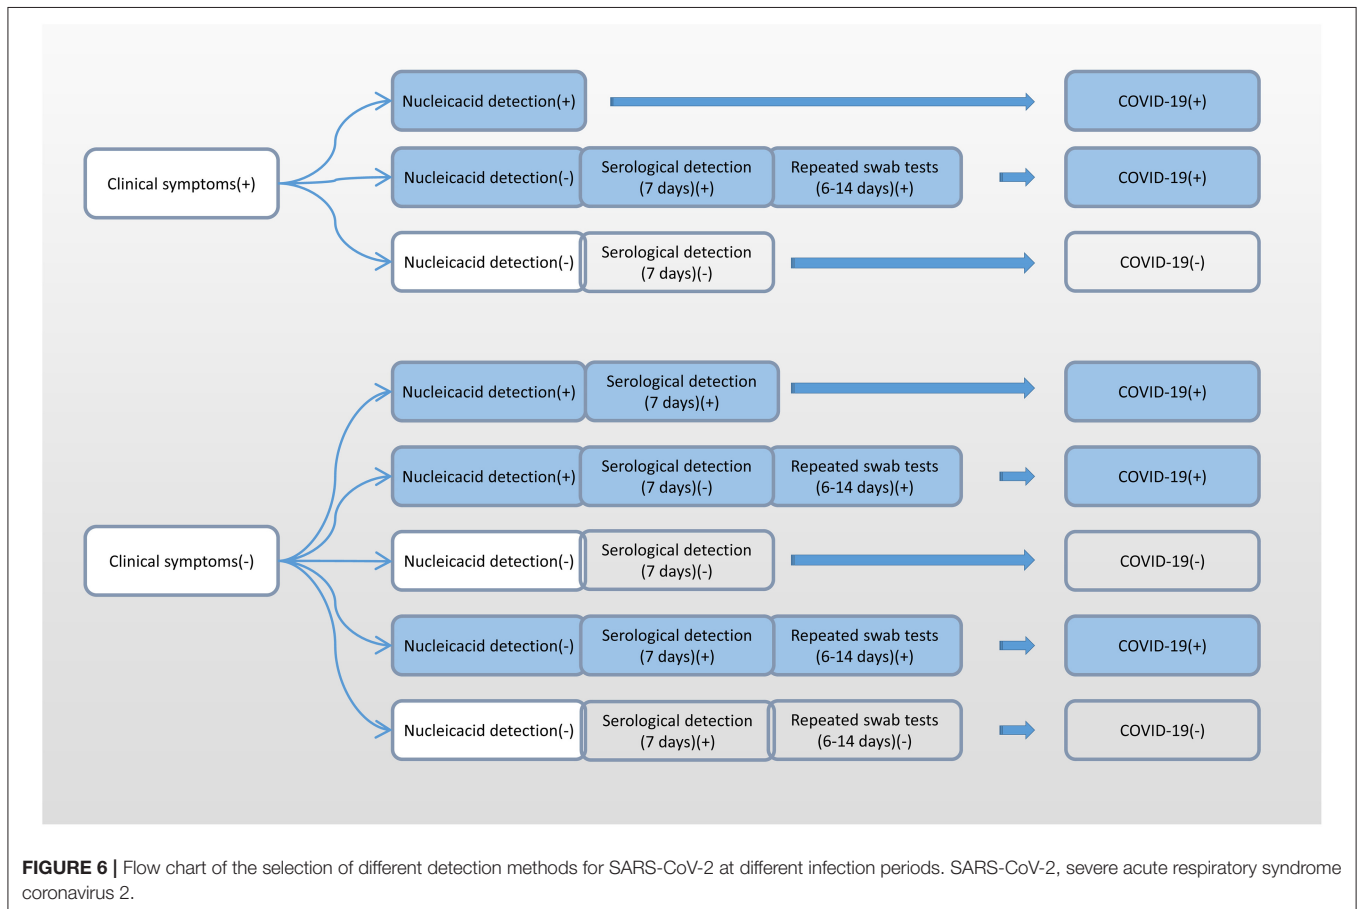 Nucleicacid detection(+)
COVID-19(+)
Clinical symptoms(+)
Nucleicacid detection(-)
Serological detection
(7 days)(+)
Repeated swab tests
(6-14 days)(+)
COVID-19(+)
Nucleicacid detection(-)
Serological detection
(7 days)(-)
COVID-19(-)
Nucleicacid detection(+)
Serological detection
(7 days)(+)
COVID-19(+)
Nucleicacid detection(+)
Serological detection
(7 days)(-)
Repeated swab tests
(6-14 days)(+)
COVID-19(+)
Clinical symptoms(-)
Nucleicacid detection(-)
Serological detection
(7 days)(-)
COVID-19(-)
Nucleicacid detection(-)
Serological detection
(7 days)(+)
Repeated swab tests
(6-14 days)(+)
COVID-19(+)
Nucleicacid detection(-)
Serological detection
(7 days)(+)
Repeated swab tests
(6-14 days)(-)
COVID-19(-)
FIGURE 6 | Flow chart of the selection of different detection methods for SARS-CoV-2 at different infection periods. SARS-CoV-2, severe acute respiratory syndrome
coronavirus 2.